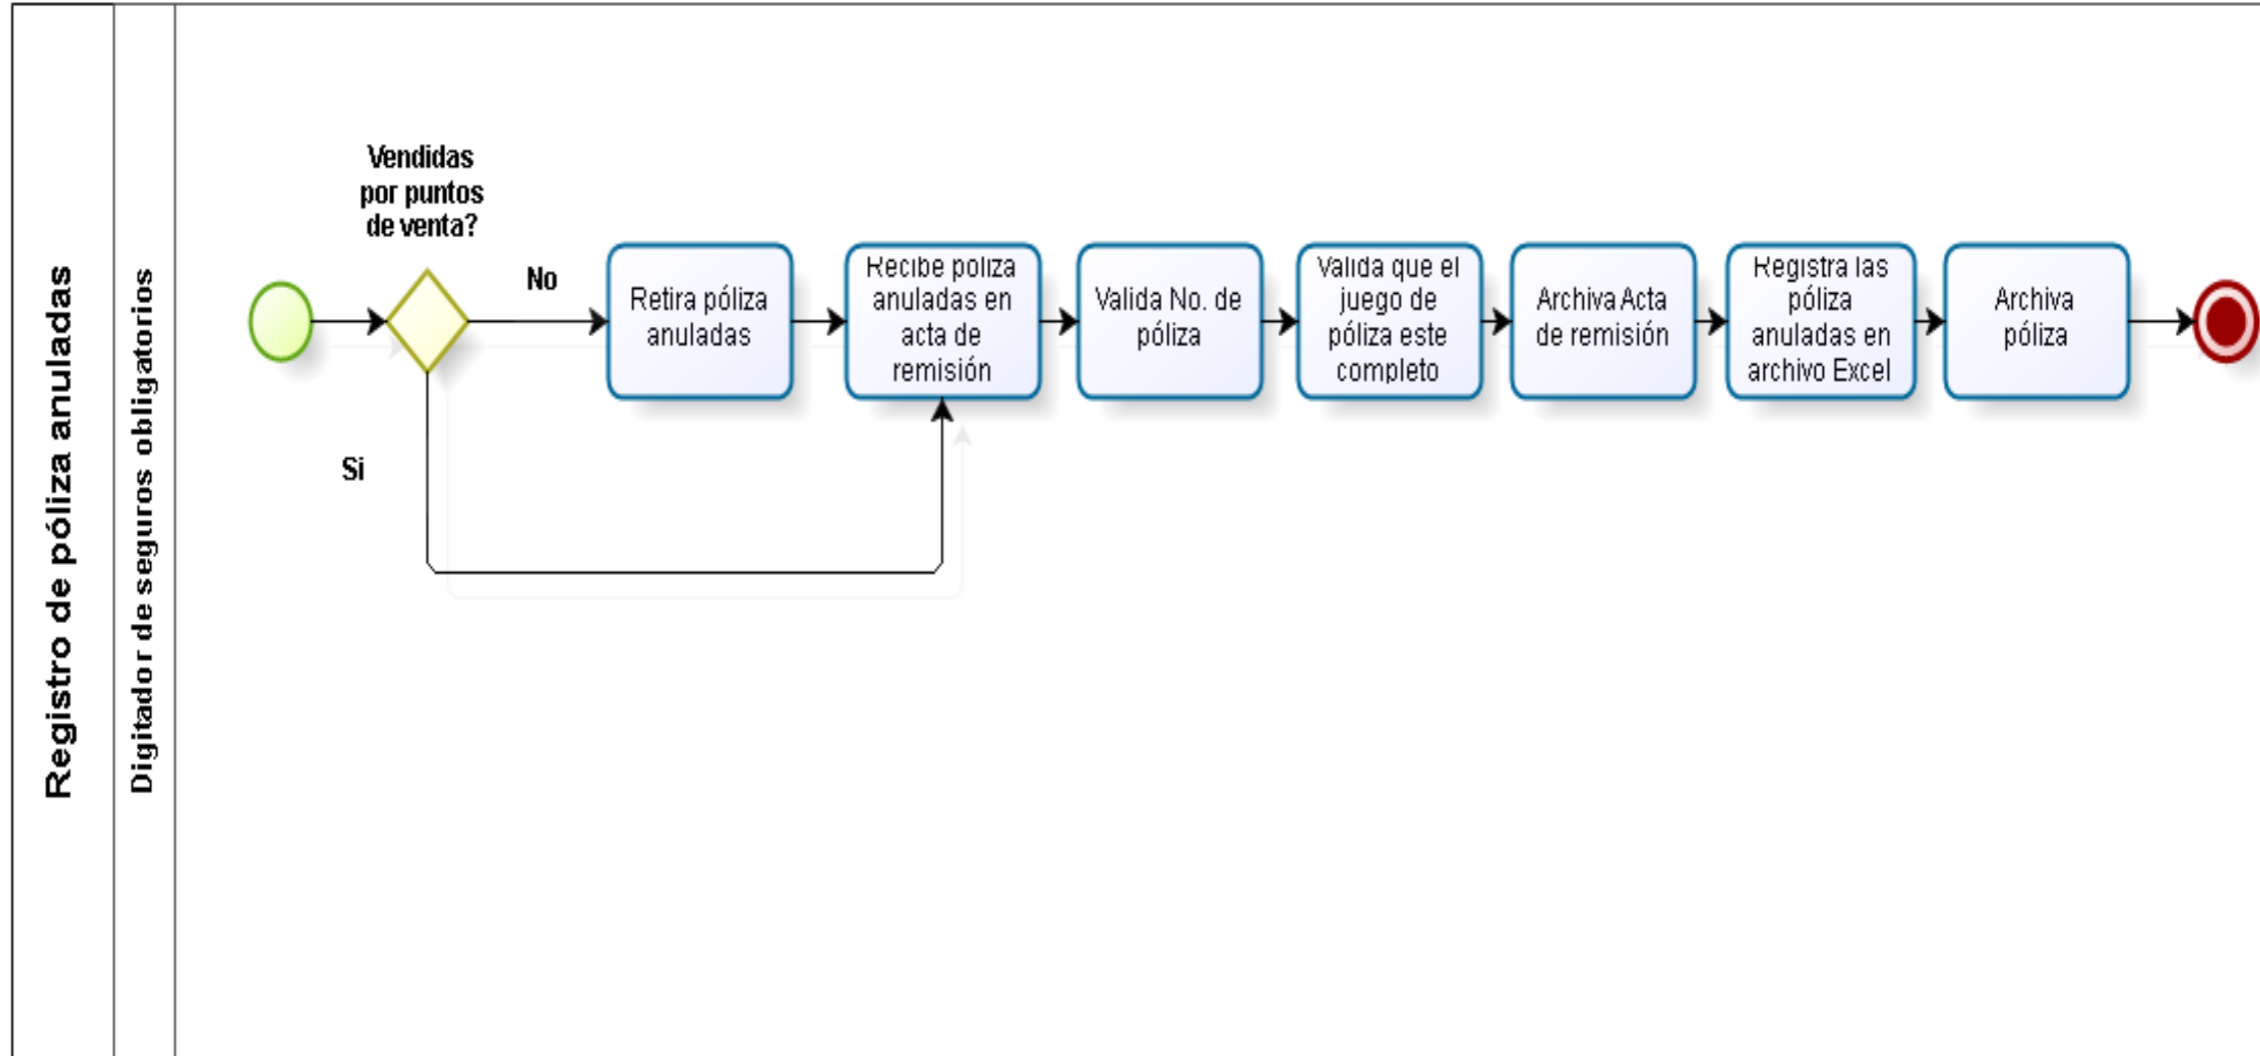 Registro de póliza anuladas
Digitador de seguros obligatorios
Vendidas
por puntos
de venta?
No
Si
Retira póliza
anuladas
Recibe póliza
anuladas en
acta de
remisión
Valida No. de
póliza
Valida que el
juego de
póliza este
completo
Archiva Acta
de remisión
Registra las
póliza
anuladas en
archivo Excel
Archiva
póliza